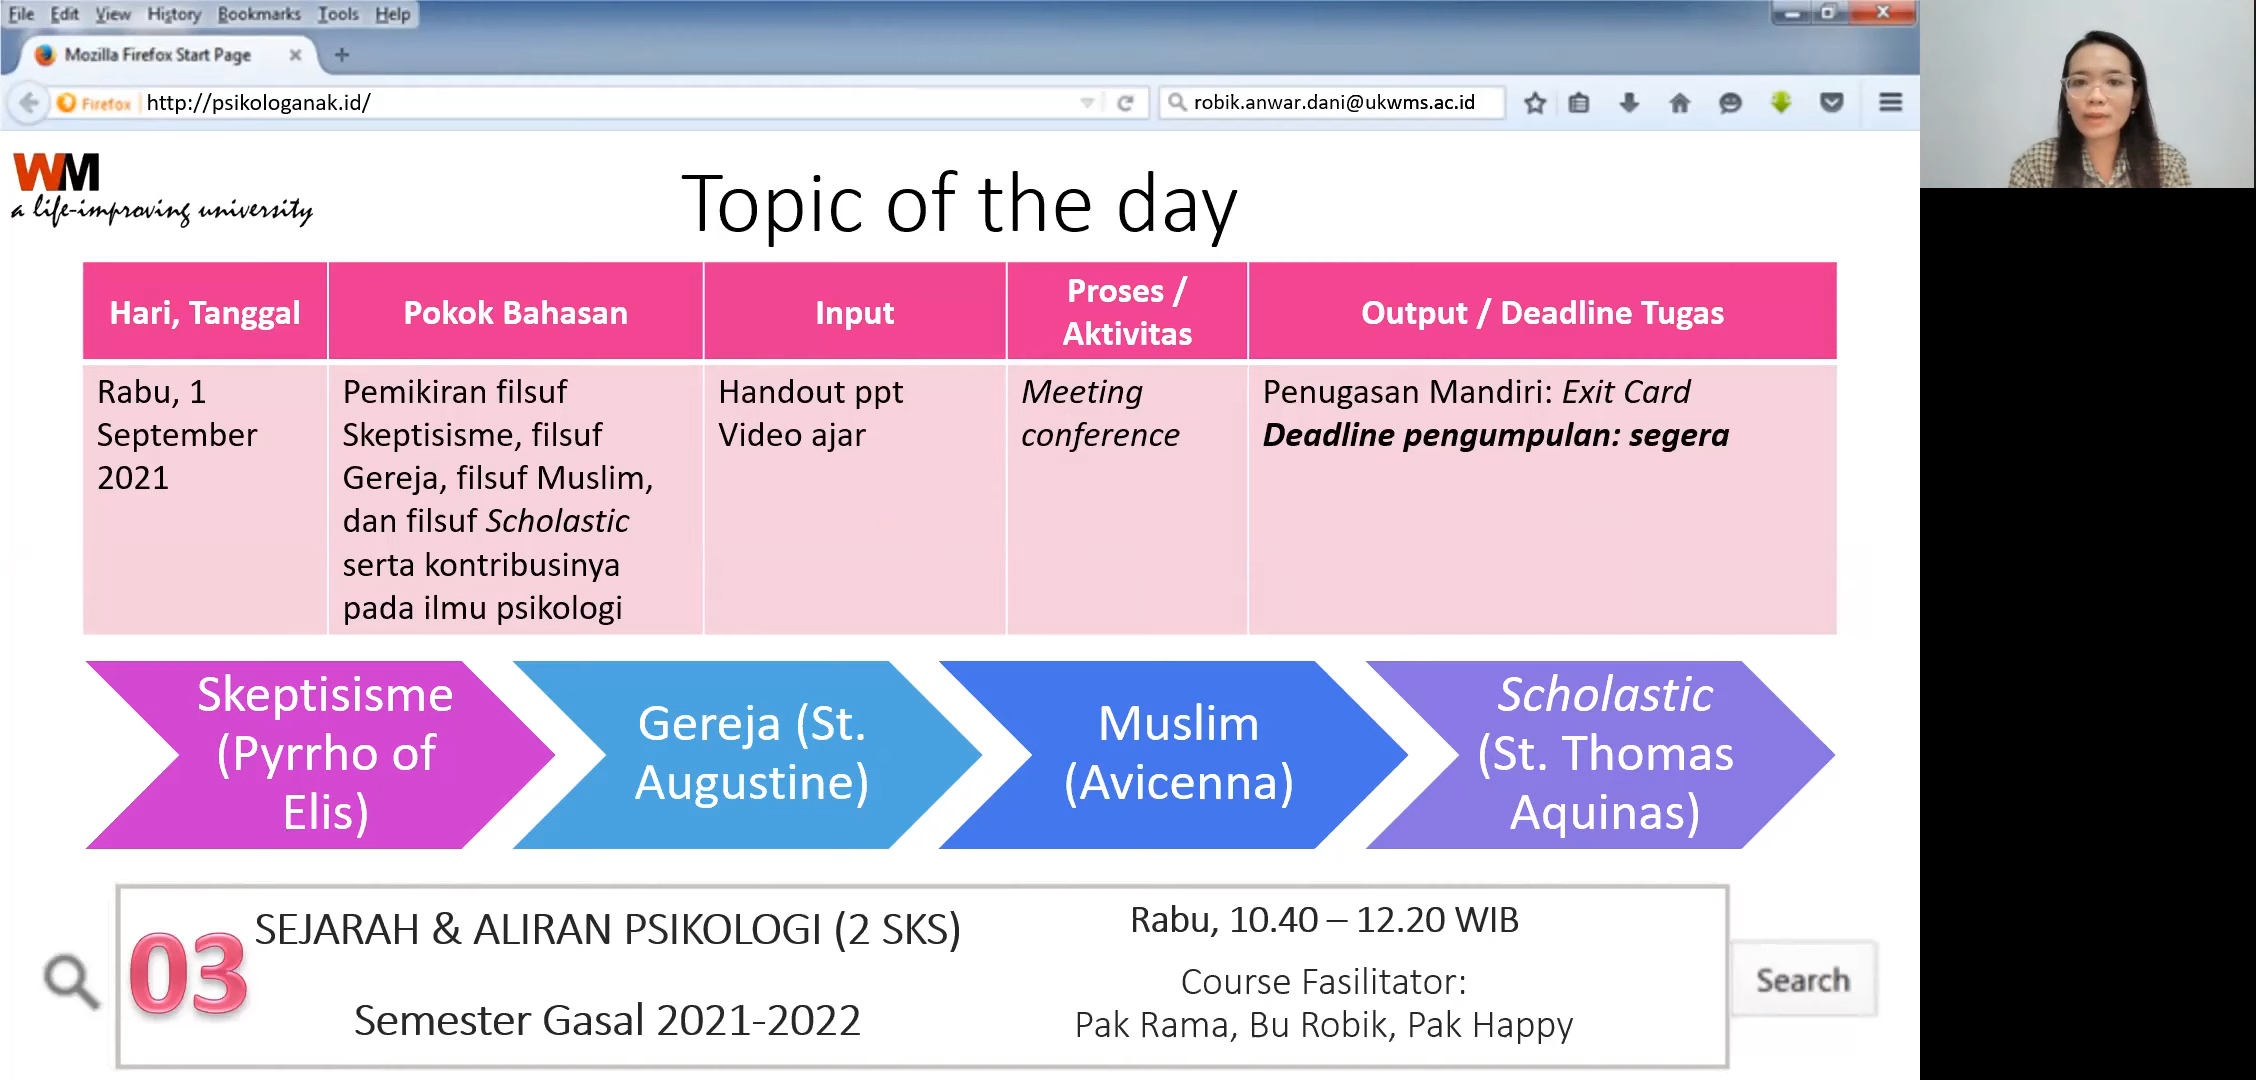 File Edit View History Bookmarks Tools Help
Mozilla Firefox Start Page
Firefox http://psikologanak.id/
robik.anwar.dani@ukwms.ac.id
WM
a life-improving university
Topic of the day
Hari, Tanggal
Pokok Bahasan
Input
Proses /
Aktivitas
Output / Deadline Tugas
Rabu, 1
September
2021
Pemikiran filsuf
Skeptisisme, filsuf
Gereja, filsuf Muslim,
dan filsuf Scholastic
serta kontribusinya
pada ilmu psikologi
Handout ppt
Video ajar
Meeting
conference
Penugasan Mandiri: Exit Card
Deadline pengumpulan: segera
Skeptisisme
(Pyrrho of
Elis)
Gereja (St.
Augustine)
Muslim
(Avicenna)
Scholastic
(St. Thomas
Aquinas)
03
SEJARAH & ALIRAN PSIKOLOGI (2 SKS)
Semester Gasal 2021-2022
Rabu, 10.40 – 12.20 WIB
Course Fasilitator:
Pak Rama, Bu Robik, Pak Happy
Search